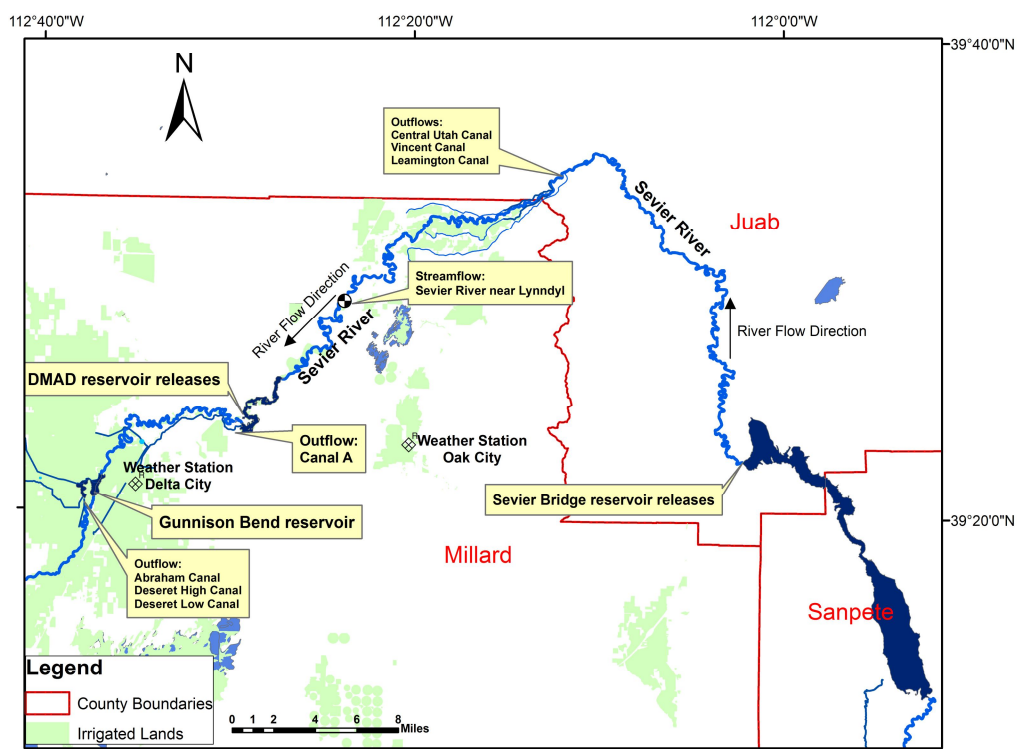 112°40'0"W
112°20'0"W
112°0'0"W
39°40'0"N
N
Outflows:
Central Utah Canal
Vincent Canal
Leamington Canal
Sevier River
Juab
Streamflow:
Sevier River near Lynndyl
River Flow Direction
River Flow Direction
Sevier River
DMAD reservoir releases
Outflow:
Canal A
Weather Station
Oak City
Weather Station
Delta City
Sevier Bridge reservoir releases
Gunnison Bend reservoir
39°20'0"N
Millard
Outflow:
Abraham Canal
Deseret High Canal
Deseret Low Canal
Sanpete
Legend
County Boundaries
Irrigated Lands
0 1 2 4 6 8
Miles